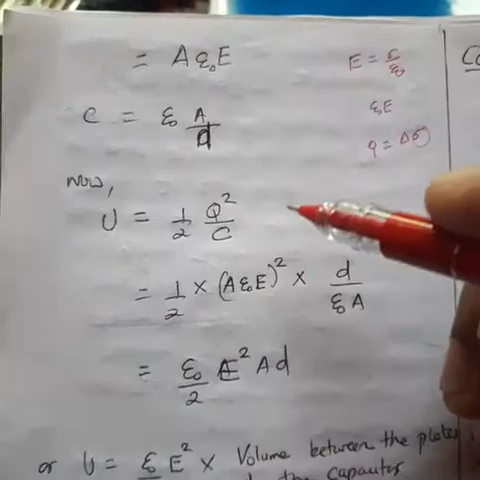 = Aε₀E
E = σ/ε₀
ε₀E
C = ε₀ A/d
q = Aσ
Now,
U = 1/2 Q²/C
= 1/2 × (Aε₀E)² × d/ε₀A
= ε₀/2 E² Ad
or U = ε₀ E² × Volume between the plates
the capacitor